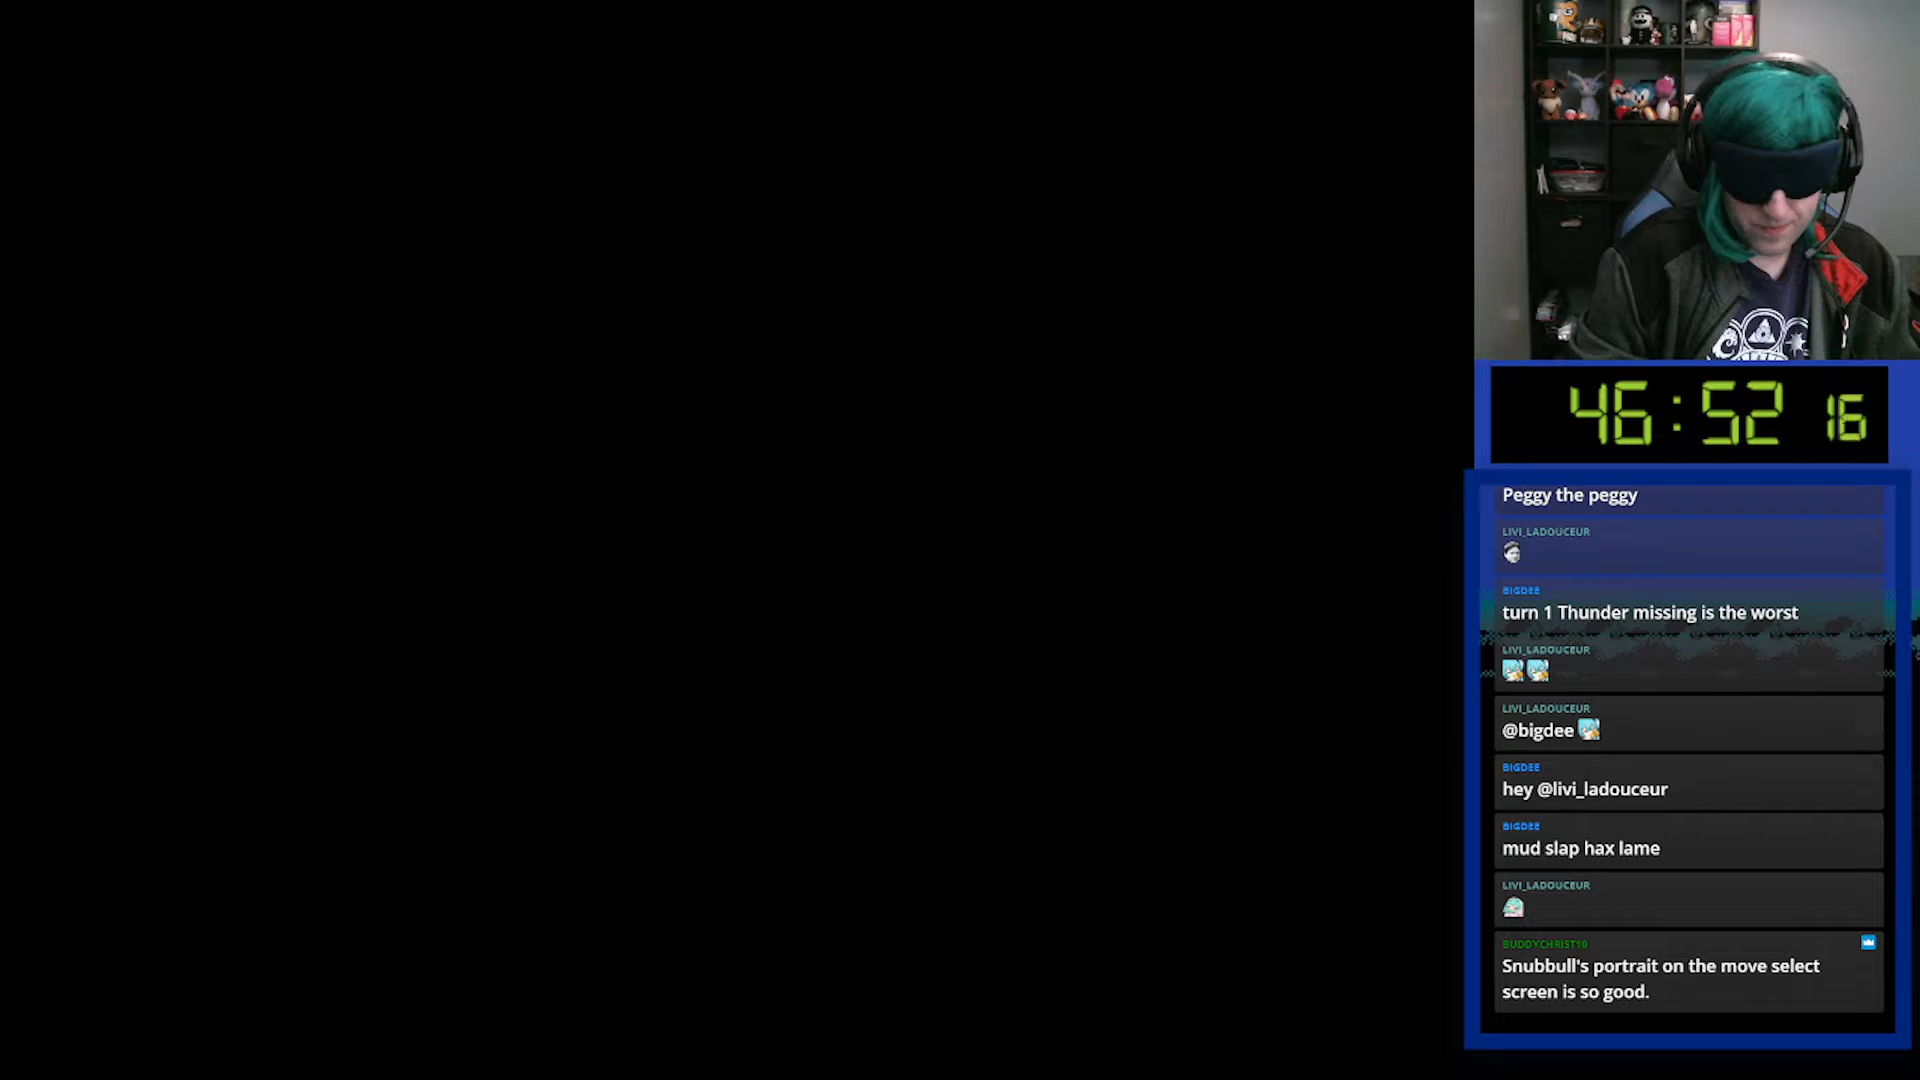 46:52 16
Peggy the peggy
LIVI_LADOUCEUR
BIGDEE
turn 1 Thunder missing is the worst
LIVI_LADOUCEUR
LIVI_LADOUCEUR
@bigdee
BIGDEE
hey @livi_ladouceur
BIGDEE
mud slap hax lame
LIVI_LADOUCEUR
BUDDYCHRIST10
Snubbull's portrait on the move select
screen is so good.